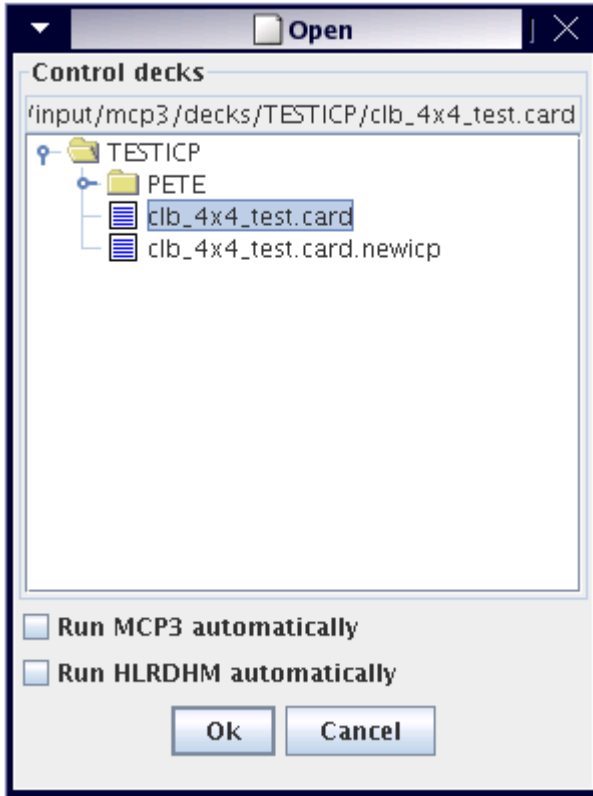 Open
Control decks
/input/mcp3/decks/TESTICP/clb_4x4_test.card
TESTICP
PETE
clb_4x4_test.card
clb_4x4_test.card.newicp
Run MCP3 automatically
Run HLRDHM automatically
Ok Cancel